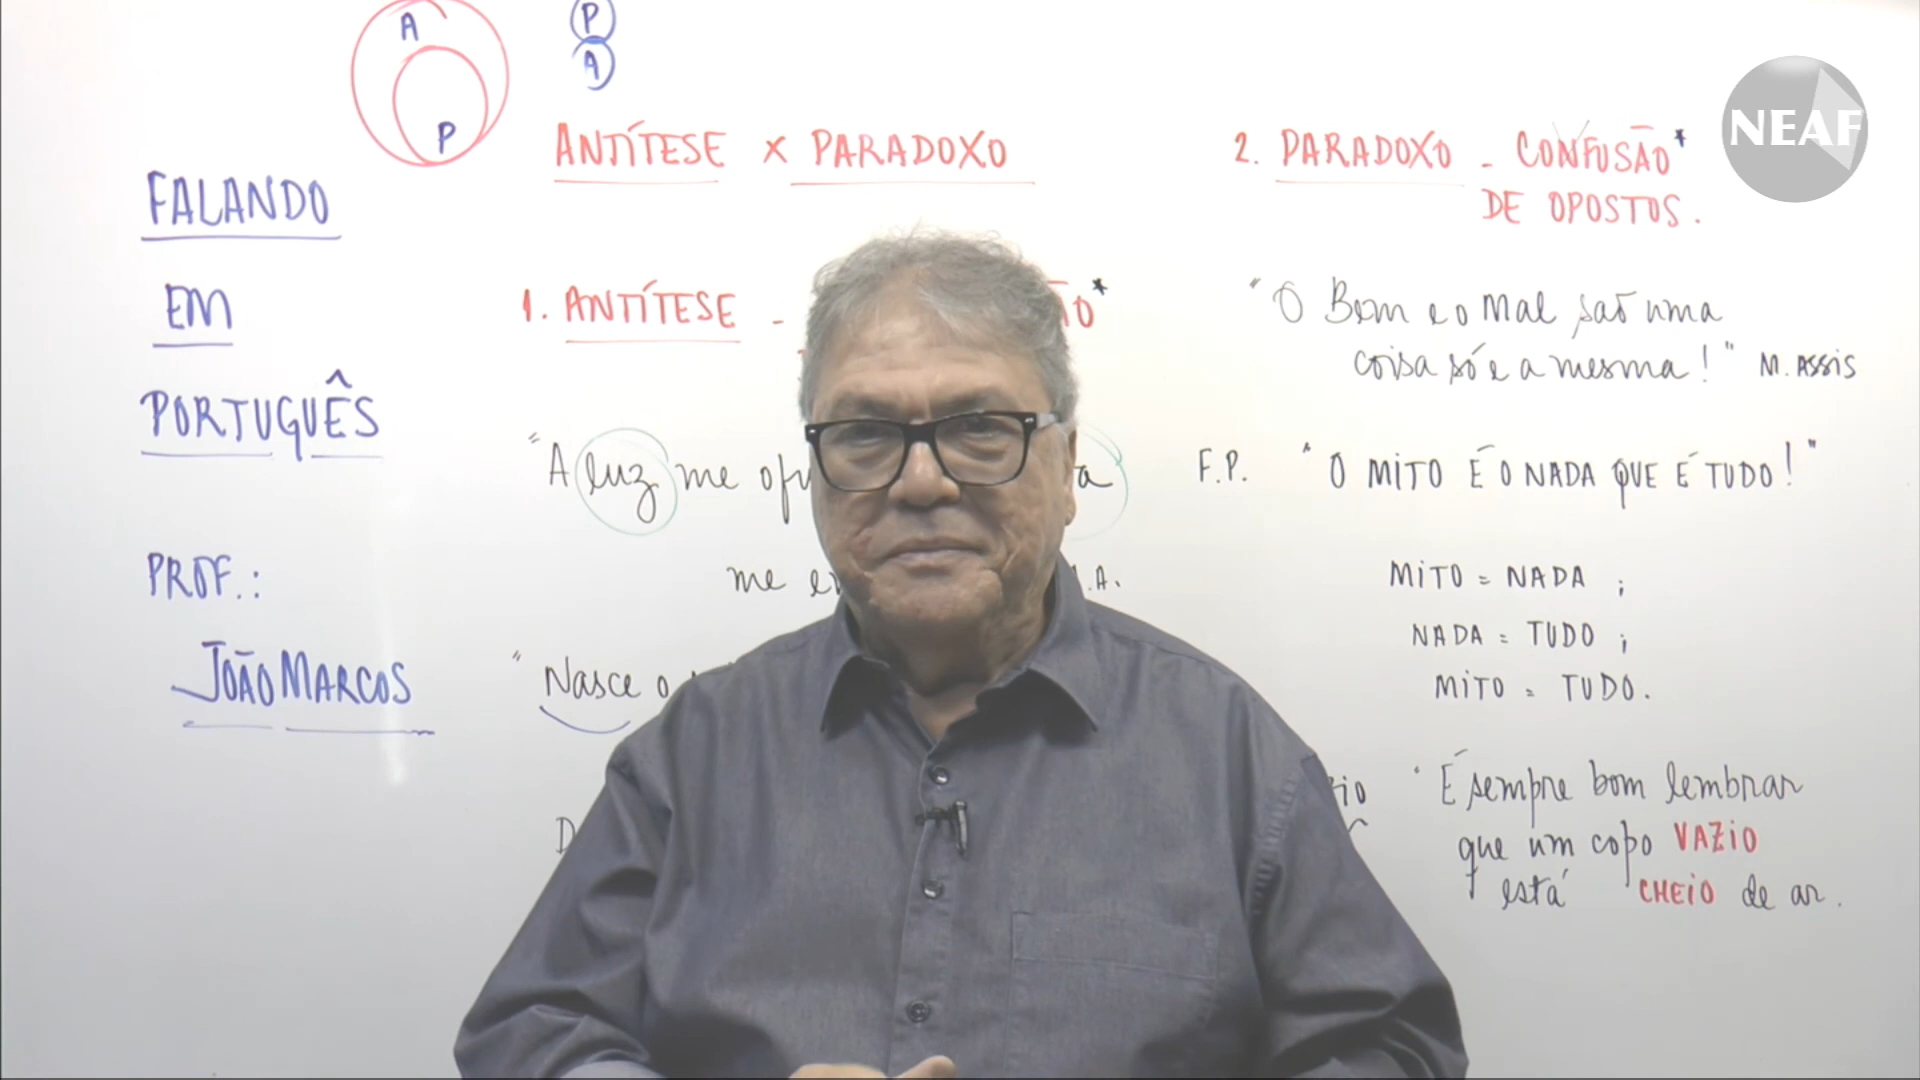 A
P
P
A
NEAF
FALANDO
EM
PORTUGUÊS
PROF.:
JOÃO MARCOS
ANTÍTESE X PARADOXO
1. ANTÍTESE -
"A luz me
me
"Nasce o
2. PARADOXO - CONFUSÃO*
DE OPOSTOS.
"O Bem e o Mal são uma
coisa só e a mesma!" M. ASSIS
F.P. "O MITO É O NADA QUE É TUDO!"
MITO = NADA ;
NADA = TUDO ;
MITO = TUDO.
"É sempre bom lembrar
que um copo VAZIO
está CHEIO de ar.